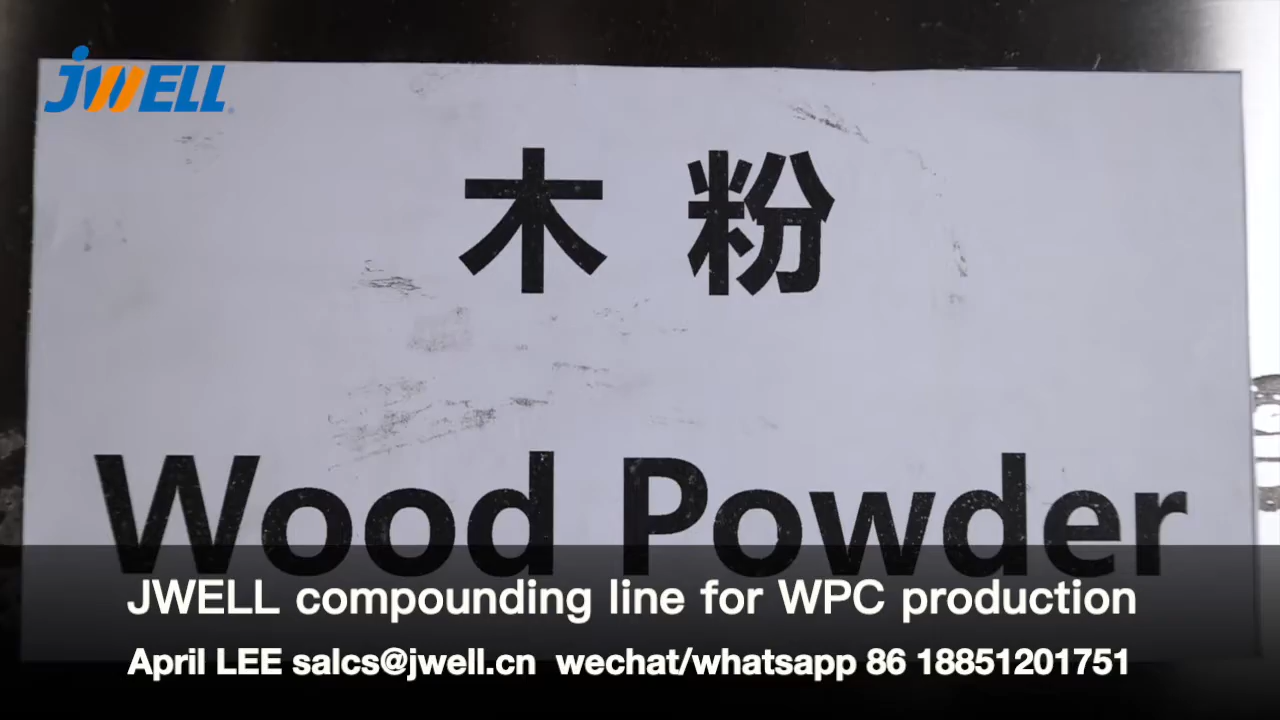 JWELL
木粉
Wood Powder
JWELL compounding line for WPC production
April LEE salcs@jwell.cn wechat/whatsapp 86 18851201751